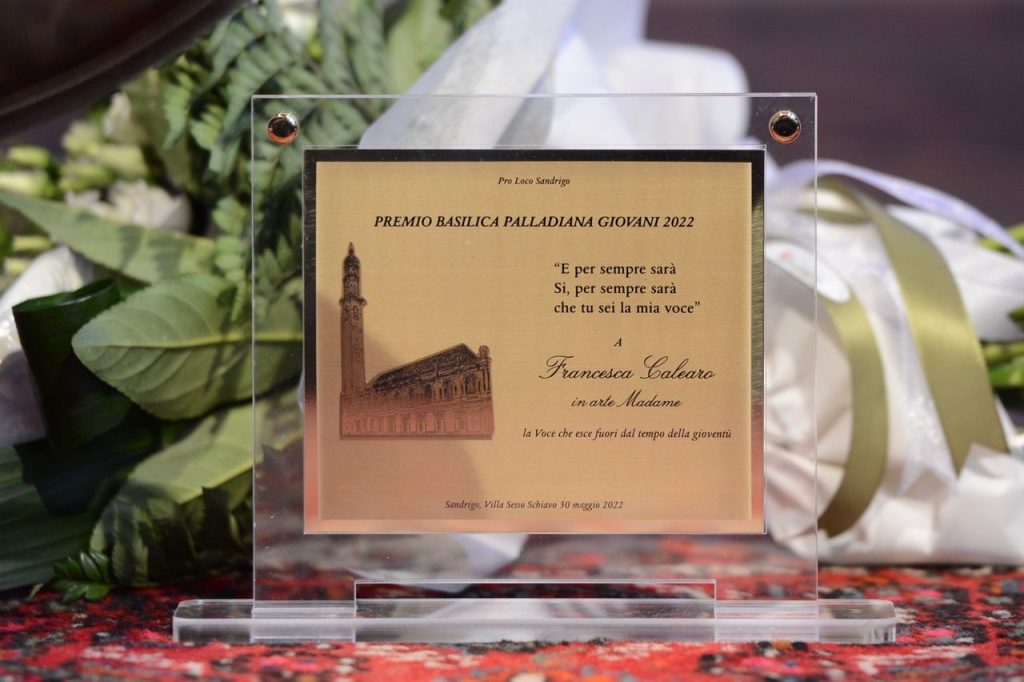 Pro Loco Sandrigo
PREMIO BASILICA PALLADIANA GIOVANI 2022
“E per sempre sarà
Sì, per sempre sarà
che tu sei la mia voce”
A
Francesca Calearo
in arte Madame
la Voce che esce fuori dal tempo della gioventù
Sandrigo, Villa Sesso Schiavo 30 maggio 2022